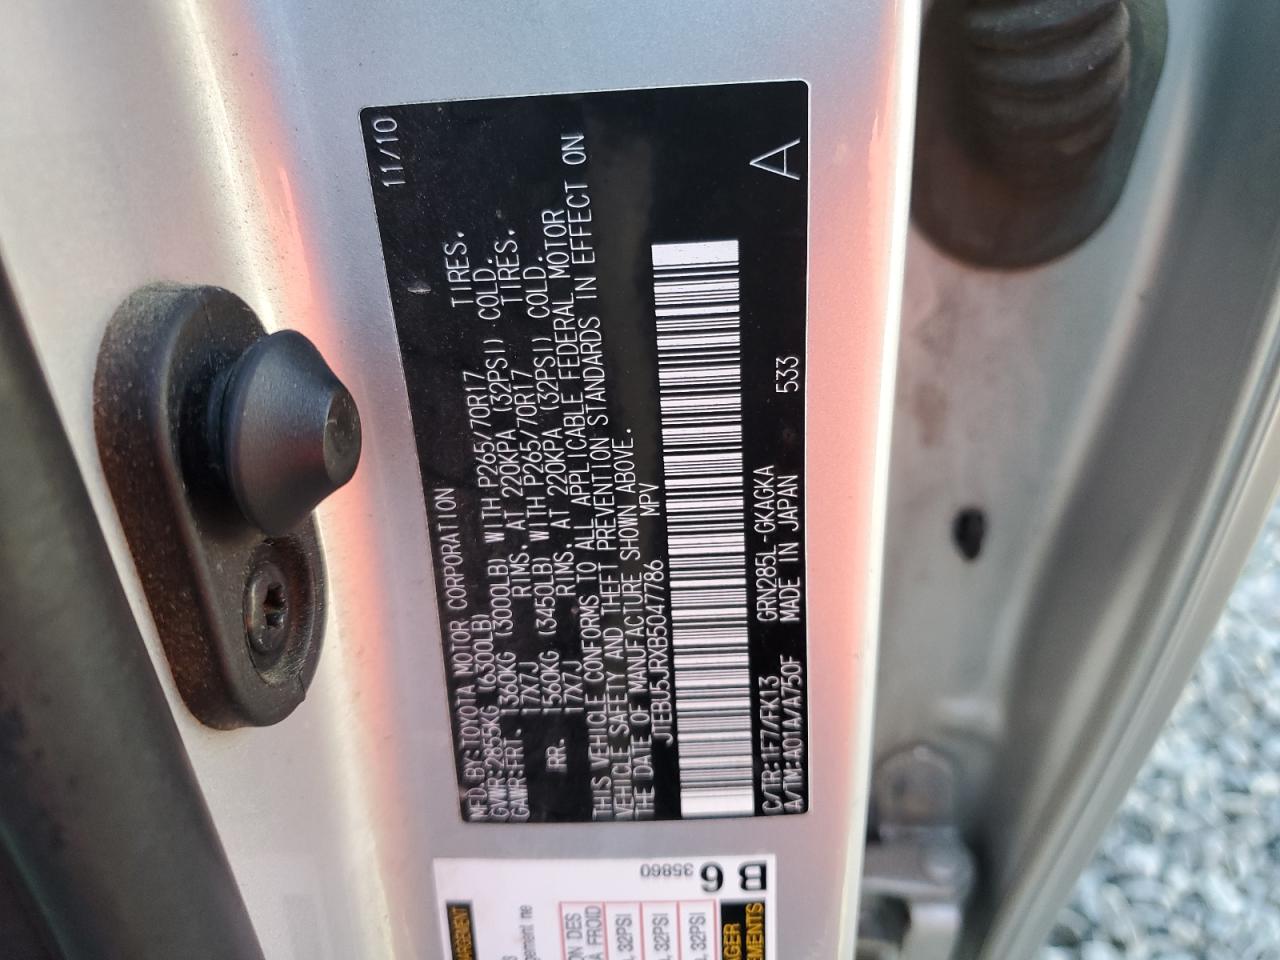 11/10
MFD.BY:TOYOTA MOTOR CORPORATION
GVWR:2855KG (6300LB)
GAWR:FRT. 1360KG (3000LB) WITH P265/70R17 TIRES.
17X7J RIMS. AT 220KPA (32PSI) COLD.
RR. 1560KG (3450LB) WITH P265/70R17 TIRES.
17X7J RIMS. AT 220KPA (32PSI) COLD.
THIS VEHICLE CONFORMS TO ALL APPLICABLE FEDERAL MOTOR
VEHICLE SAFETY AND THEFT PREVENTION STANDARDS IN EFFECT ON
THE DATE OF MANUFACTURE SHOWN ABOVE.
JTEBU5JRXB5047786 MPV
C/TR:1F7/FK13 GRN285L-GKAGKA 533
A/TM:A01A/A750F MADE IN JAPAN
A
B 6
35860
ON DES
A FROID
32PSI
32PSI
32PSI